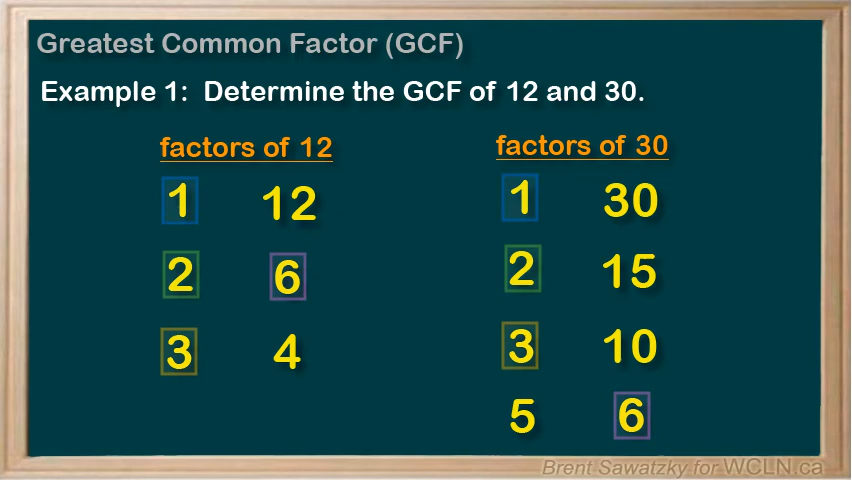 Greatest Common Factor (GCF)
Example 1: Determine the GCF of 12 and 30.
factors of 12
1 12
2 6
3 4
factors of 30
1 30
2 15
3 10
5 6
Brent Sawatzky for WCLN.ca